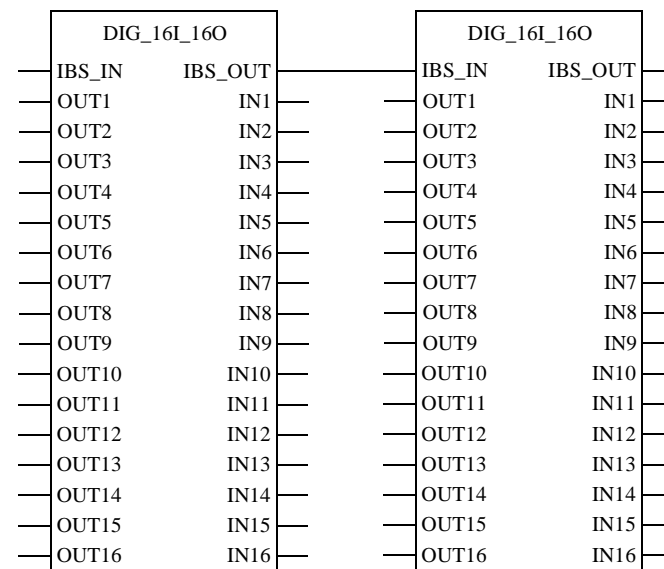 DIG_16I_16O DIG_16I_16O
IBS_IN IBS_OUT IBS_IN IBS_OUT
OUT1 IN1 OUT1 IN1
OUT2 IN2 OUT2 IN2
OUT3 IN3 OUT3 IN3
OUT4 IN4 OUT4 IN4
OUT5 IN5 OUT5 IN5
OUT6 IN6 OUT6 IN6
OUT7 IN7 OUT7 IN7
OUT8 IN8 OUT8 IN8
OUT9 IN9 OUT9 IN9
OUT10 IN10 OUT10 IN10
OUT11 IN11 OUT11 IN11
OUT12 IN12 OUT12 IN12
OUT13 IN13 OUT13 IN13
OUT14 IN14 OUT14 IN14
OUT15 IN15 OUT15 IN15
OUT16 IN16 OUT16 IN16